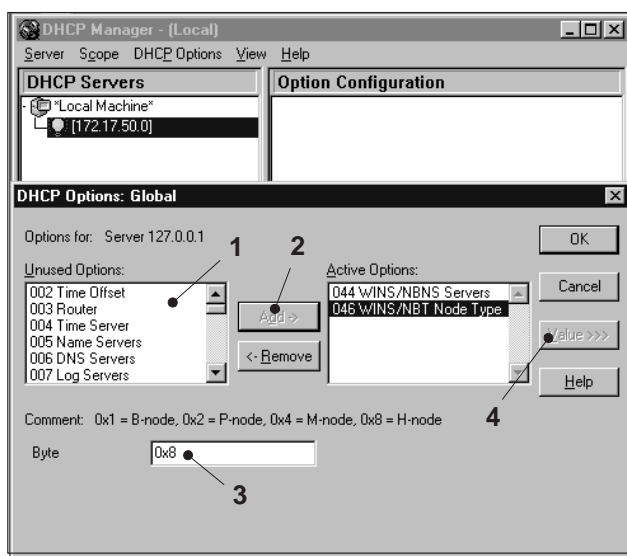 DHCP Manager - (Local)
Server Scope DHCP Options View Help
DHCP Servers
Option Configuration
*Local Machine*
[172.17.50.0]
DHCP Options: Global
Options for: Server 127.0.0.1
1
2
OK
Unused Options:
Active Options:
002 Time Offset
003 Router
004 Time Server
005 Name Servers
006 DNS Servers
007 Log Servers
Add ->
<- Remove
044 WINS/NBNS Servers
046 WINS/NBT Node Type
Cancel
Value >>>
Help
4
Comment: 0x1 = B-node, 0x2 = P-node, 0x4 = M-node, 0x8 = H-node
Byte
0x8
3